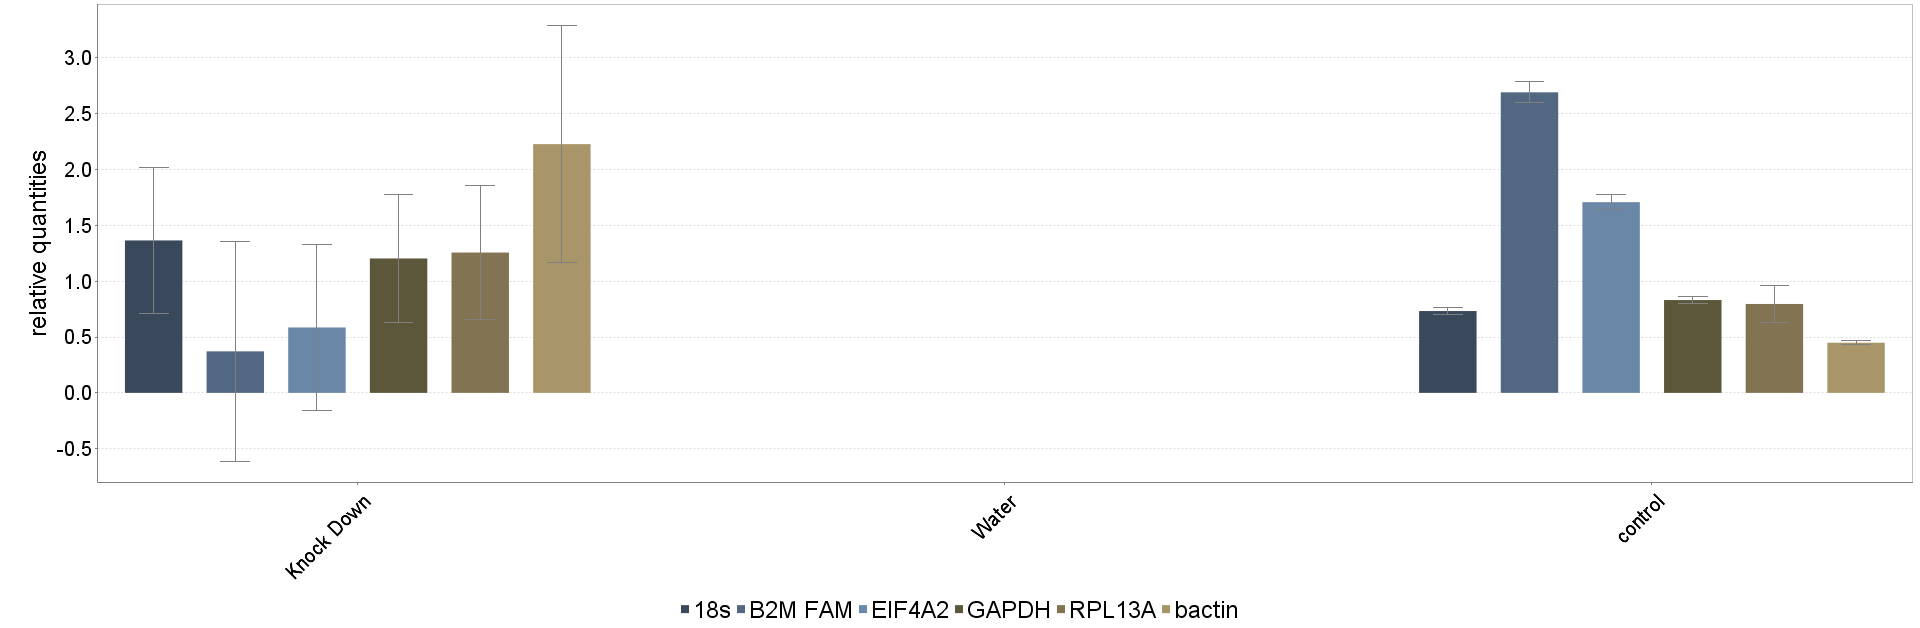 relative quantities
3.0
2.5
2.0
1.5
1.0
0.5
0.0
-0.5
Knock Down
Water
control
18s B2M FAM EIF4A2 GAPDH RPL13A bactin